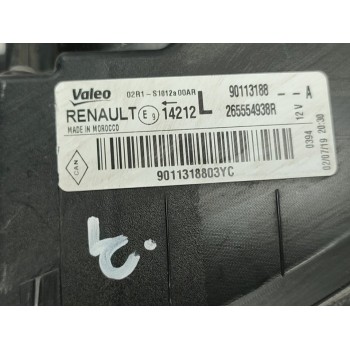 Valeo 02R1-S1012a00AR 90113188 -- A
RENAULT E9 ← 14212 L 265554938R 12 V
MADE IN MOROCCO
CAN
9011318803YC
0394
02/07/19 20:30